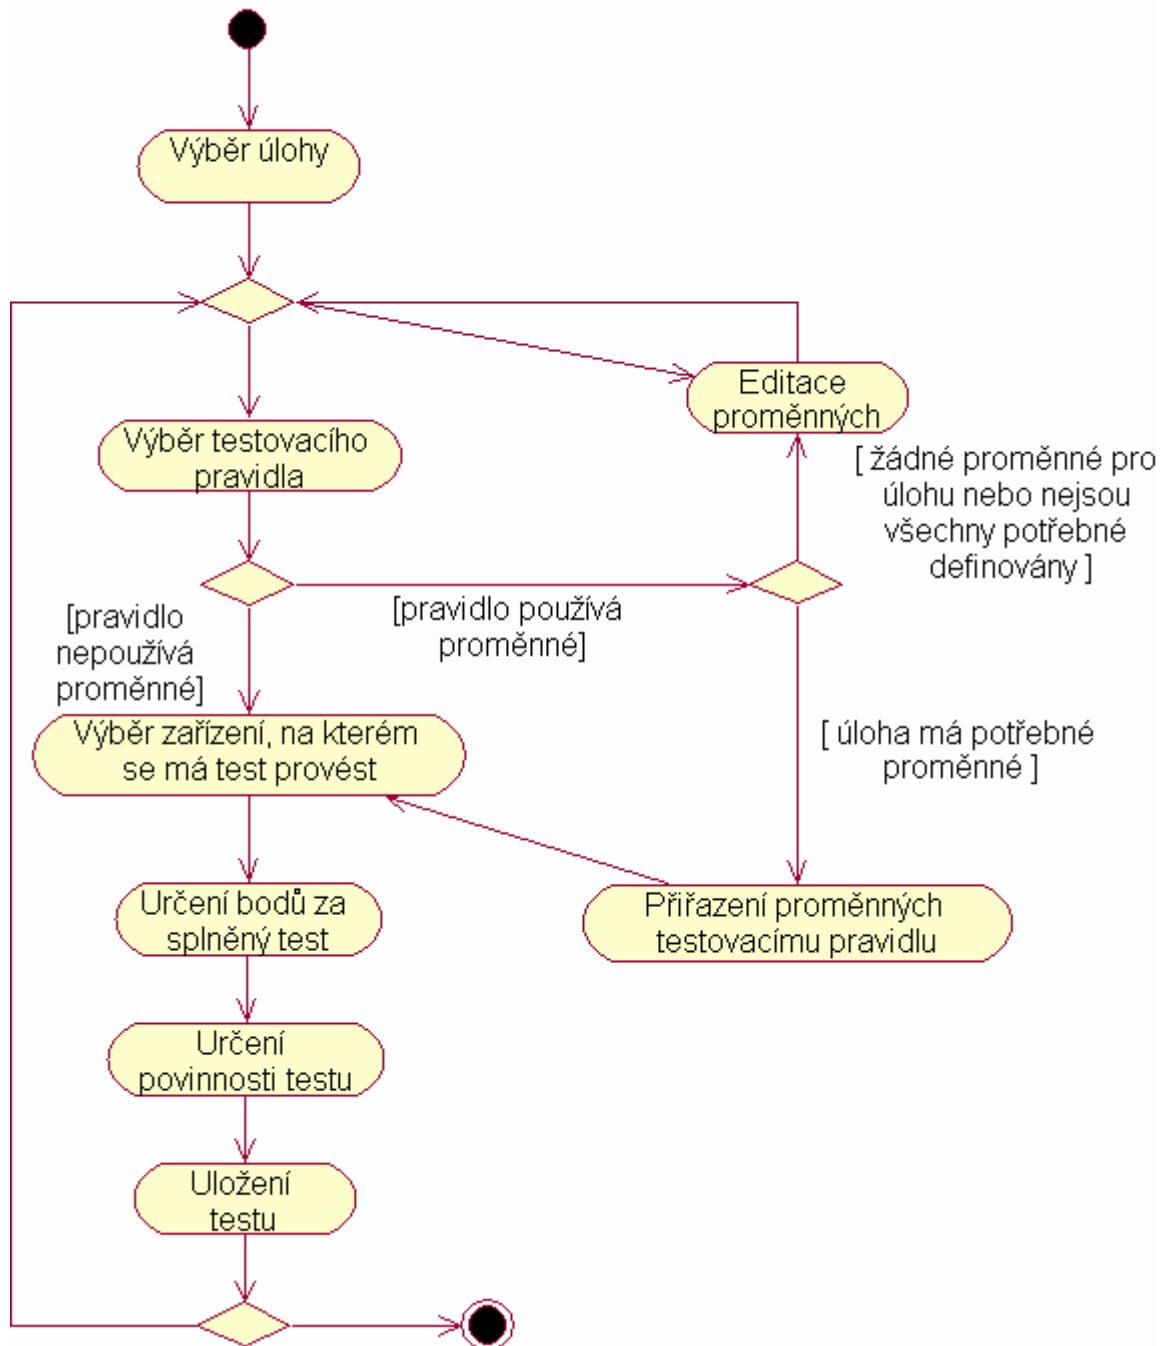 Výběr úlohy
Editace
proměnných
Výběr testovacího
pravidla
[ žádné proměnné pro
úlohu nebo nejsou
všechny potřebné
definovány ]
[pravidlo
nepoužívá
proměnné]
[pravidlo používá
proměnné]
Výběr zařízení, na kterém
se má test provést
[ úloha má potřebné
proměnné ]
Určení bodů za
splněný test
Přiřazení proměnných
testovacímu pravidlu
Určení
povinnosti testu
Uložení
testu